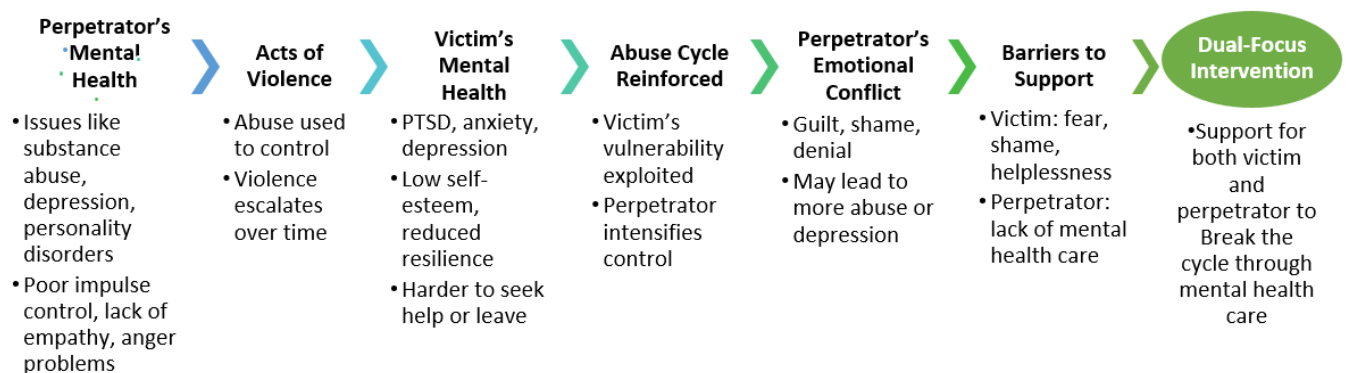 Perpetrator's
Mental
Health
• Issues like
substance
abuse,
depression,
personality
disorders
• Poor impulse
control, lack of
empathy, anger
problems
Acts of
Violence
• Abuse used
to control
• Violence
escalates
over time
Victim's
Mental
Health
• PTSD, anxiety,
depression
• Low self-
esteem,
reduced
resilience
• Harder to seek
help or leave
Abuse Cycle
Reinforced
• Victim's
vulnerability
exploited
• Perpetrator
intensifies
control
Perpetrator's
Emotional
Conflict
• Guilt, shame,
denial
• May lead to
more abuse or
depression
Barriers to
Support
• Victim: fear,
shame,
helplessness
• Perpetrator:
lack of mental
health care
Dual-Focus
Intervention
•Support for
both victim
and
perpetrator to
Break the
cycle through
mental health
care